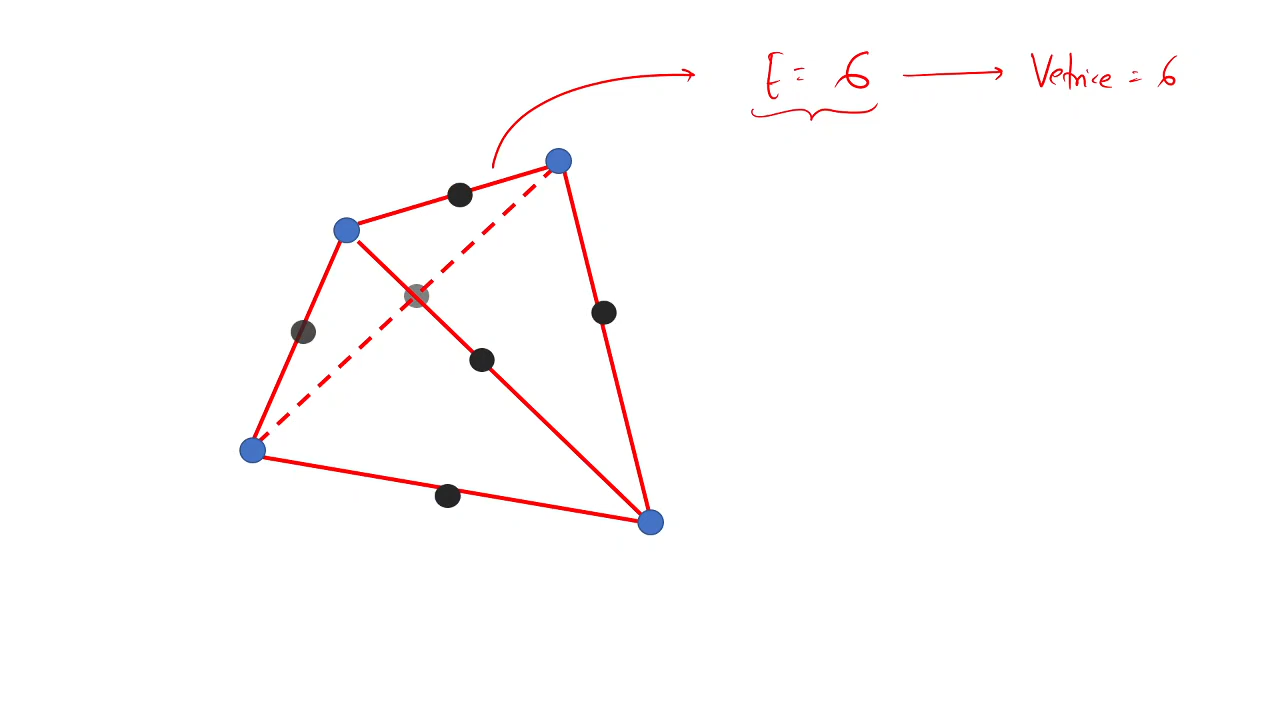 E = 6 → Vertrice = 6